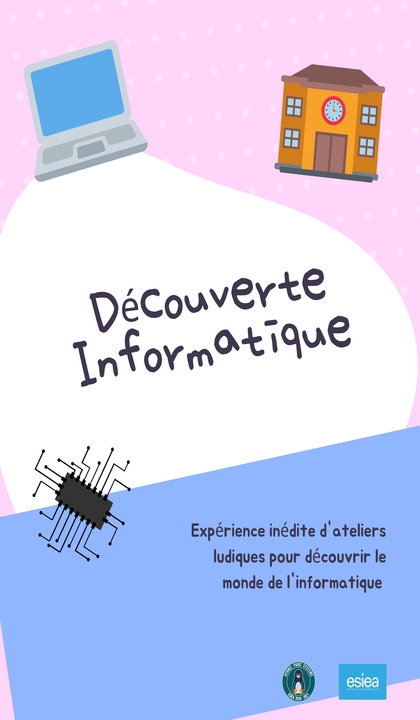 Découverte
Informatique
Expérience inédite d'ateliers
ludiques pour découvrir le
monde de l'informatique
esiea